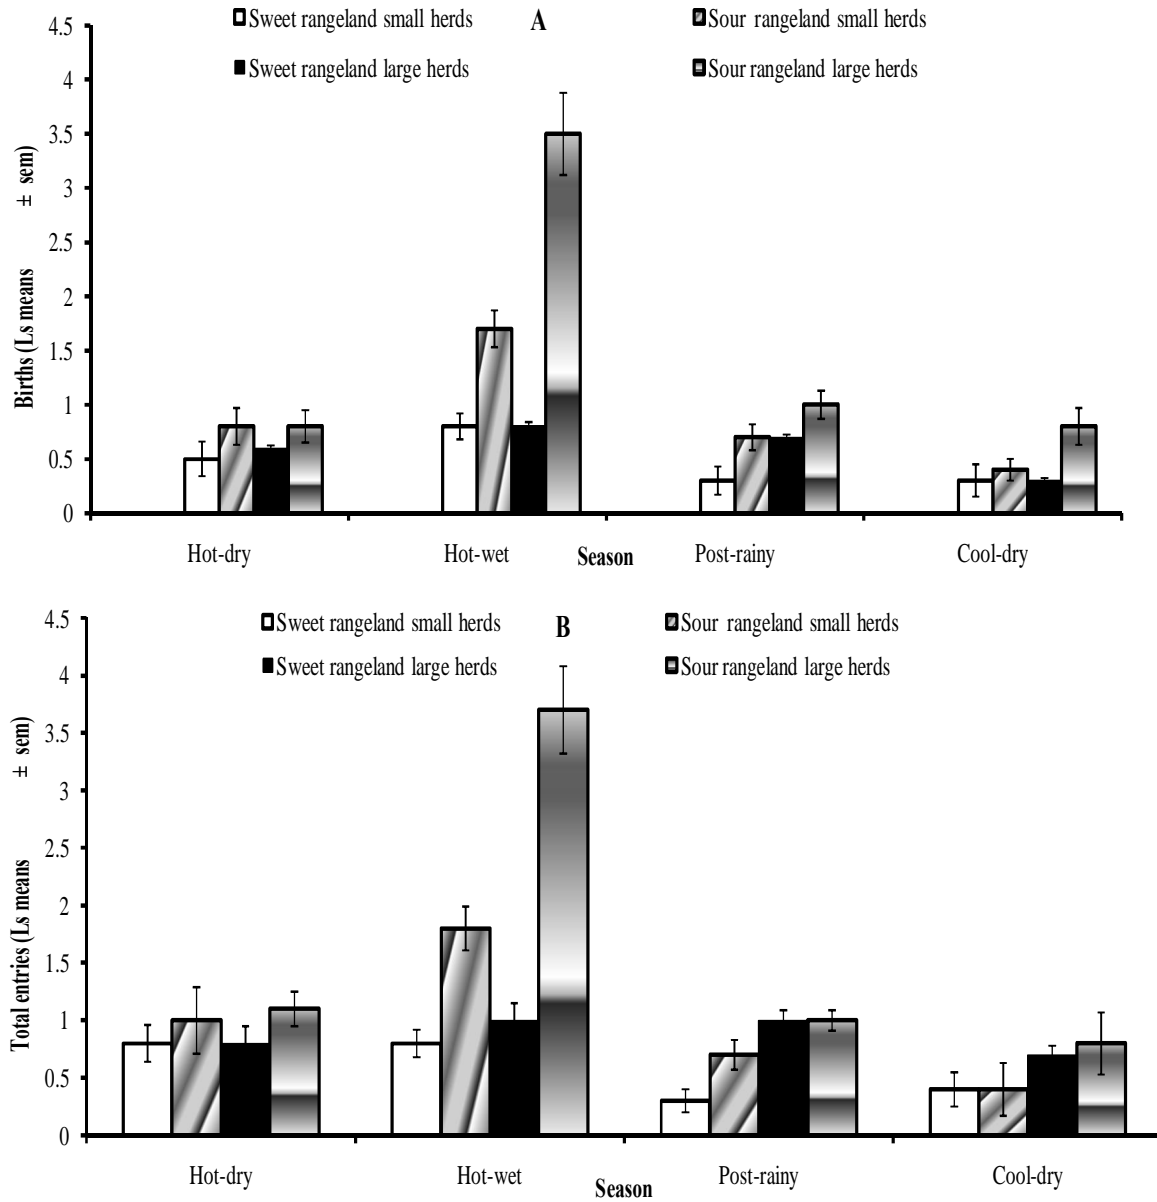 Sweet rangeland small herds
A
Sour rangeland small herds
Sweet rangeland large herds
Sour rangeland large herds
Births (Ls means ± sem)
4.5
4
3.5
3
2.5
2
1.5
1
0.5
0
Hot-dry
Hot-wet
Post-rainy
Cool-dry
Season
Sweet rangeland small herds
B
Sour rangeland small herds
Sweet rangeland large herds
Sour rangeland large herds
Total entries (Ls means ± sem)
4.5
4
3.5
3
2.5
2
1.5
1
0.5
0
Hot-dry
Hot-wet
Post-rainy
Cool-dry
Season